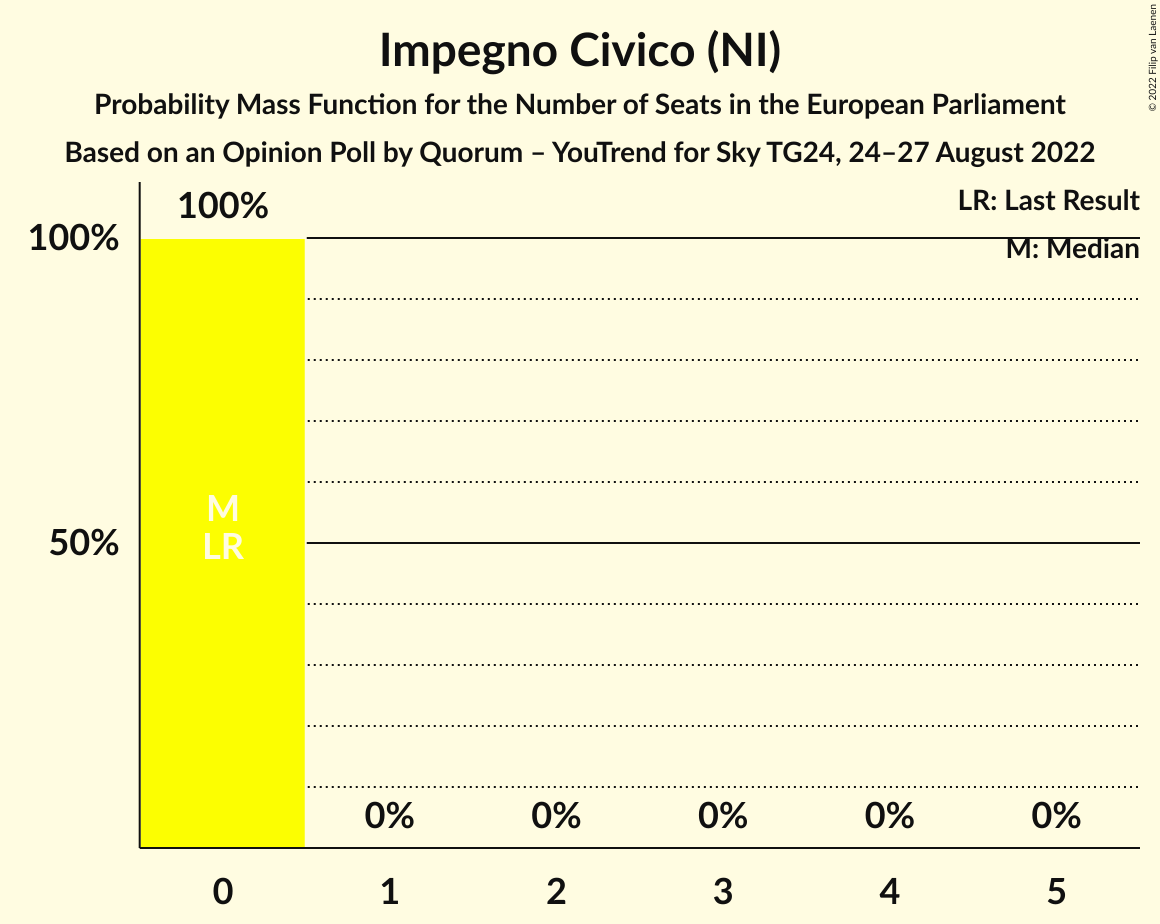 Impegno Civico (NI)
Probability Mass Function for the Number of Seats in the European Parliament
Based on an Opinion Poll by Quorum – YouTrend for Sky TG24, 24–27 August 2022
© 2022 Filip van Laenen
LR: Last Result
M: Median
100%
100%
50%
M
LR
0% 0% 0% 0% 0%
0 1 2 3 4 5